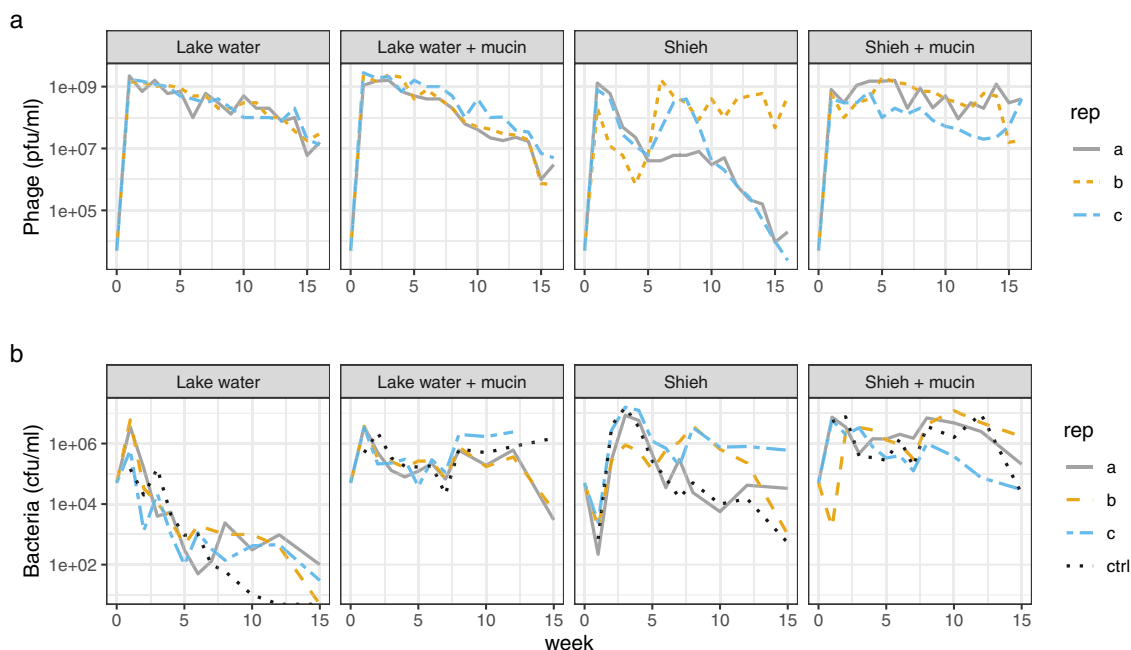 a
Lake water
Lake water + mucin
Shieh
Shieh + mucin
Phage (pfu/ml)
1e+09
1e+07
1e+05
0 5 10 15
0 5 10 15
0 5 10 15
0 5 10 15
rep
a
b
c
b
Lake water
Lake water + mucin
Shieh
Shieh + mucin
Bacteria (cfu/ml)
1e+06
1e+04
1e+02
0 5 10 15
0 5 10 15
0 5 10 15
0 5 10 15
week
rep
a
b
c
ctrl